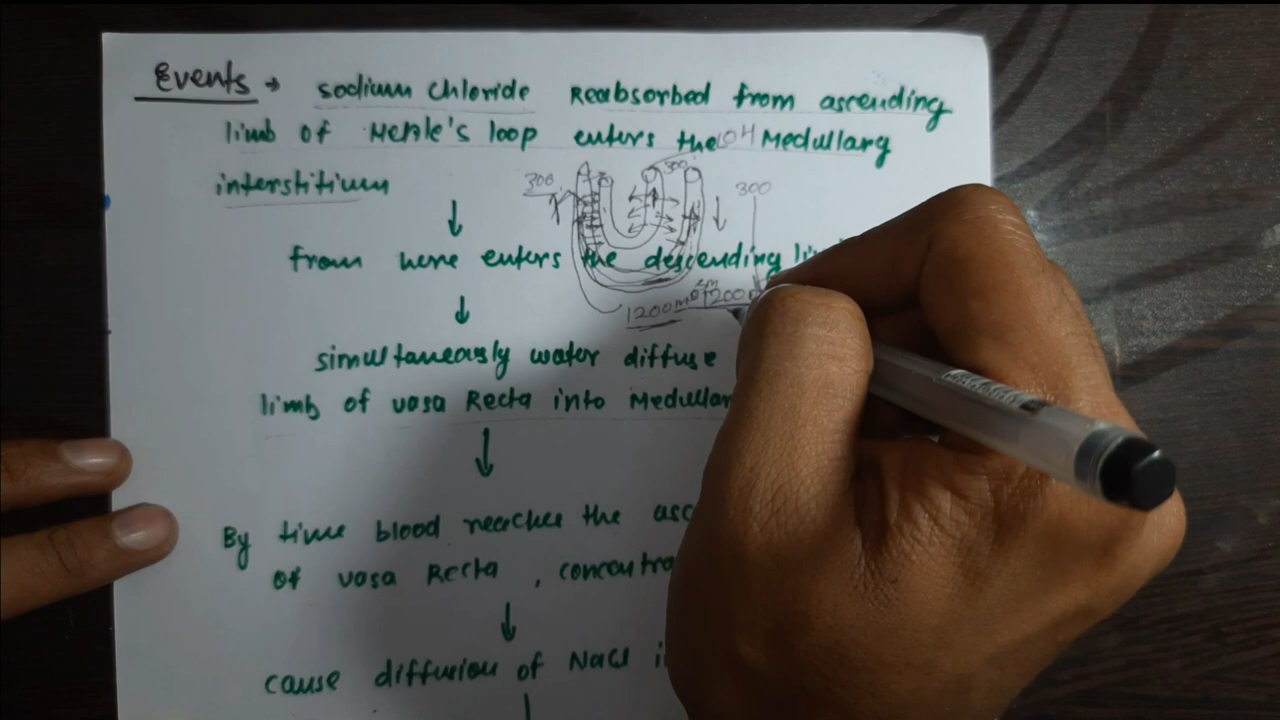 Events → sodium chloride Reabsorbed from ascending
limb of Henle's loop enters the Medullary
interstitium
300 300 300
↓
from here enters the descending
1200 1200
↓
simultaneously water diffuse
limb of vasa Recta into Medullar
↓
By time blood reaches the asc
of vasa Recta , concentra
↓
cause diffusion of NaCl i